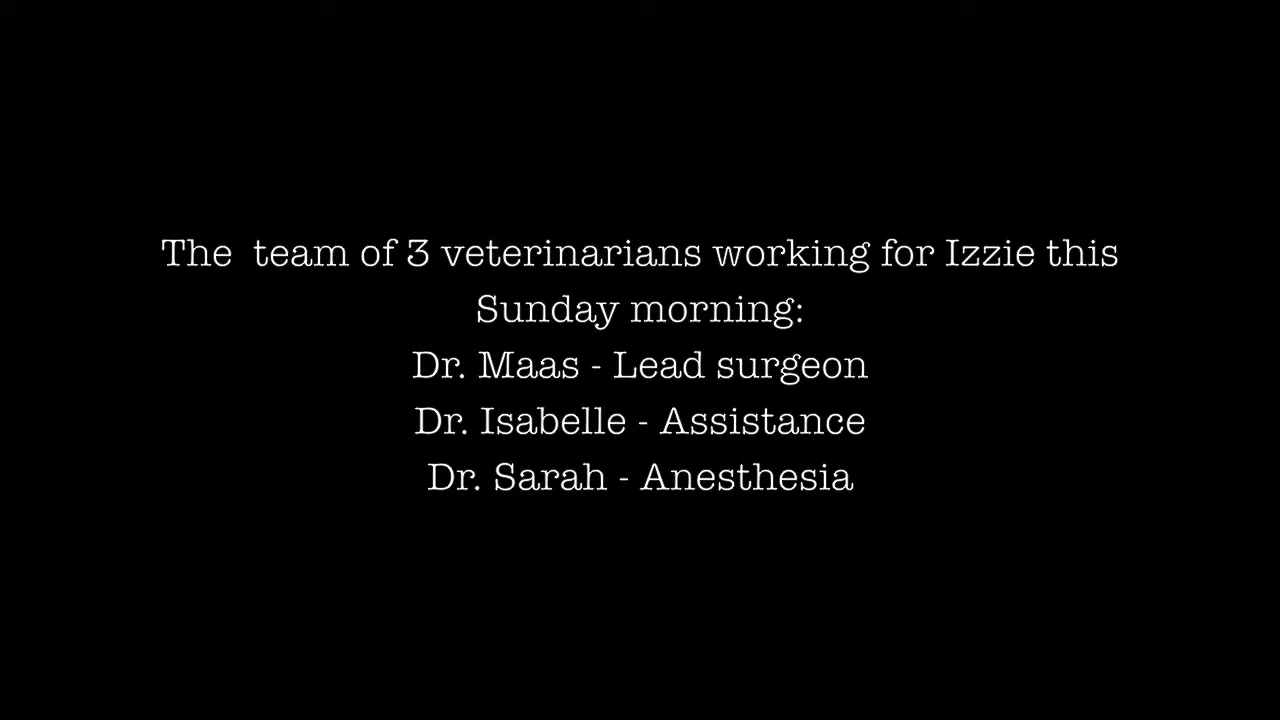 The  team of 3 veterinarians working for Izzie this
Sunday morning:
Dr. Maas - Lead surgeon
Dr. Isabelle - Assistance
Dr. Sarah - Anesthesia